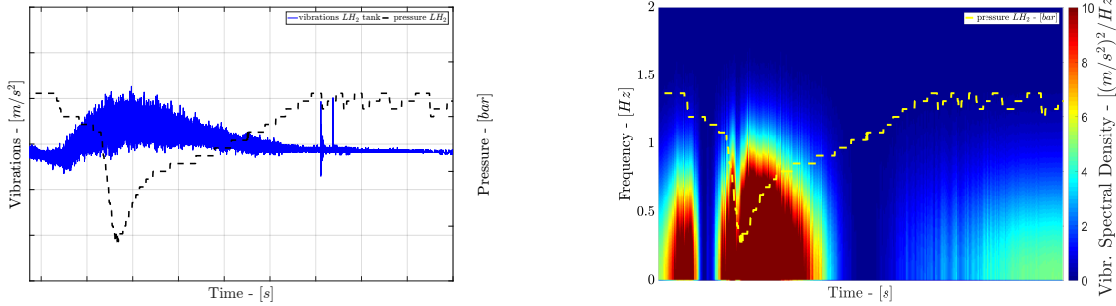 vibrations LH2 tank pressure LH2
Vibrations - [m/s²]
Pressure - [bar]
Time - [s]
pressure LH2 - [bar]
2
1.5
1
0.5
0
Frequency - [Hz]
Time - [s]
10
8
6
4
2
0
Vibr. Spectral Density - [(m/s²)²/Hz